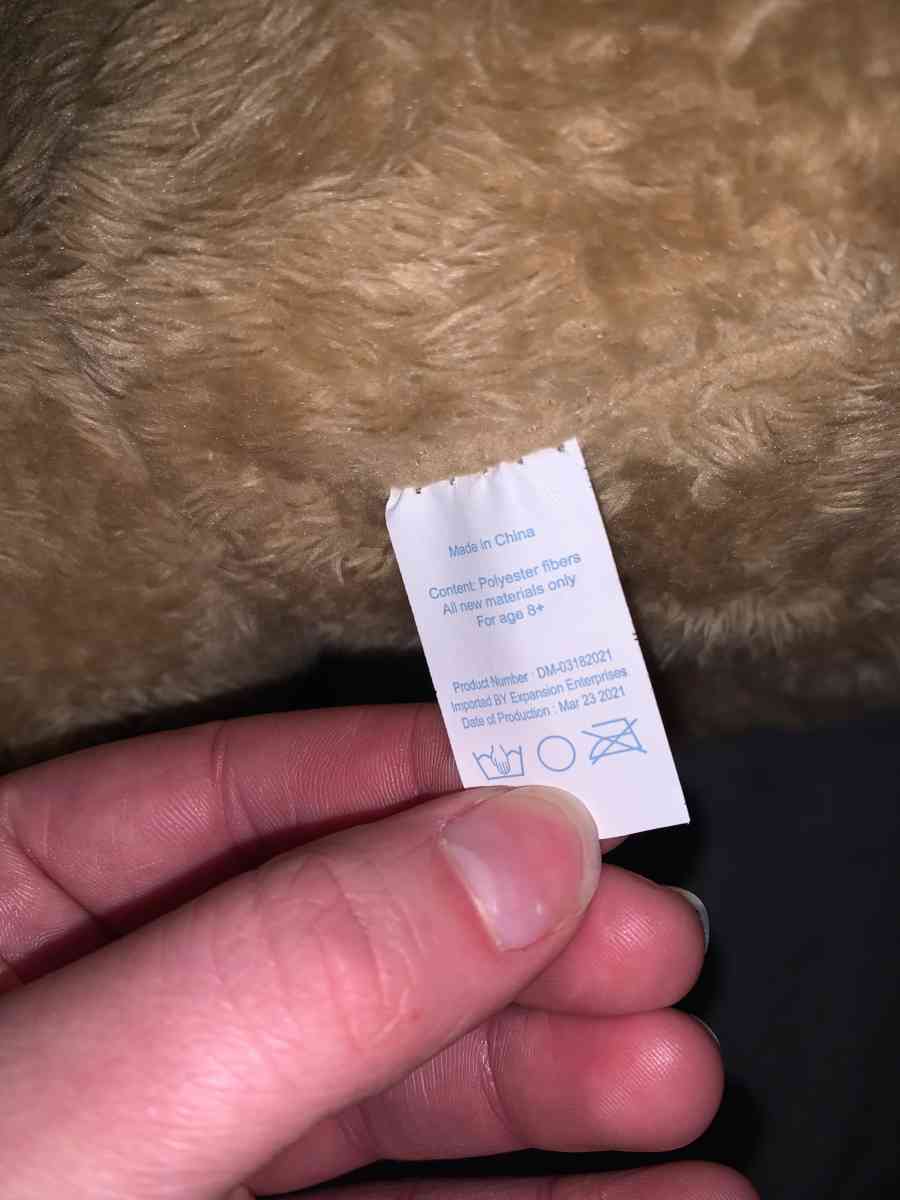 Made in China
Content: Polyester fibers
All new materials only
For age 8+
Product Number : DM-03182021
Imported BY Expansion Enterprises
Date of Production : Mar 23 2021